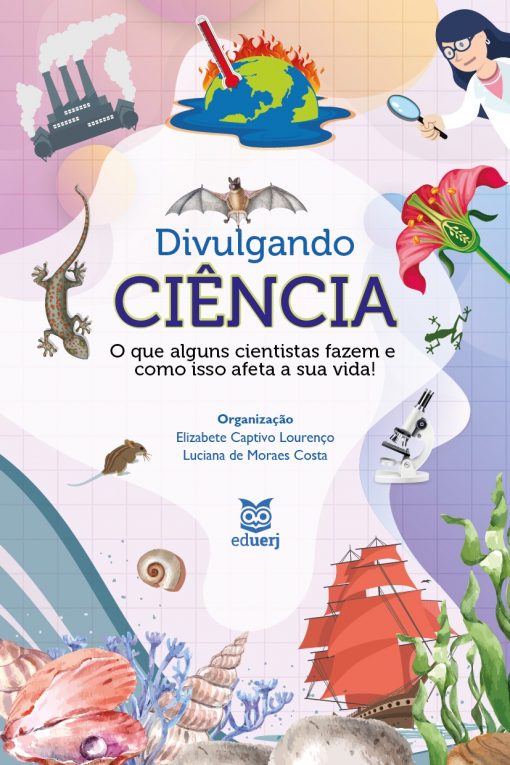 Divulgando
CIÊNCIA
O que alguns cientistas fazem e
como isso afeta a sua vida!
Organização
Elizabete Captivo Lourenço
Luciana de Moraes Costa
eduerj